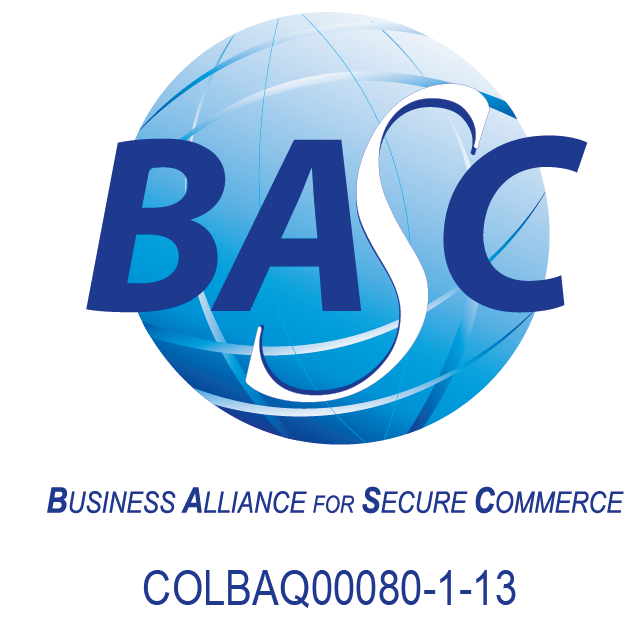 BASC
BUSINESS ALLIANCE FOR SECURE COMMERCE
COLBAQ00080-1-13